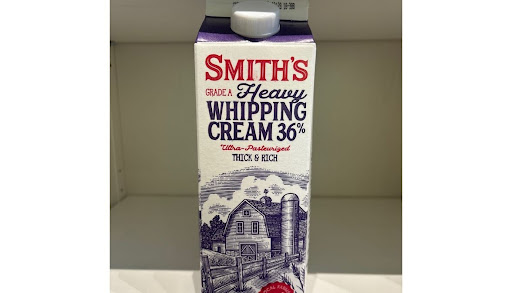 SMITH'S
GRADE A Heavy
WHIPPING
CREAM 36%
Ultra-Pasteurized
THICK & RICH